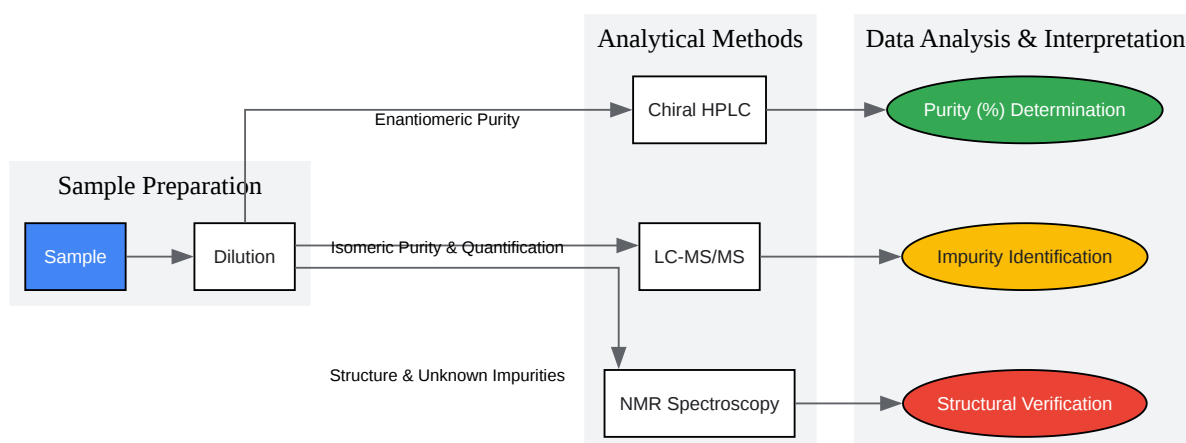 Analytical Methods
Data Analysis & Interpretation
Chiral HPLC
Purity (%) Determination
Enantiomeric Purity
Sample Preparation
Sample
Dilution
Isomeric Purity & Quantification
LC-MS/MS
Impurity Identification
Structure & Unknown Impurities
NMR Spectroscopy
Structural Verification